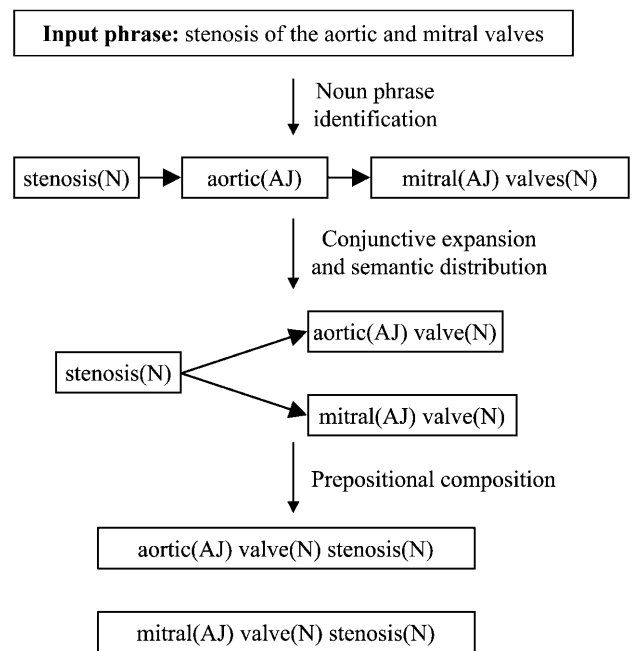 Input phrase: stenosis of the aortic and mitral valves
Noun phrase
identification
stenosis(N) aortic(AJ) mitral(AJ) valves(N)
Conjunctive expansion
and semantic distribution
aortic(AJ) valve(N)
stenosis(N)
mitral(AJ) valve(N)
Prepositional composition
aortic(AJ) valve(N) stenosis(N)
mitral(AJ) valve(N) stenosis(N)